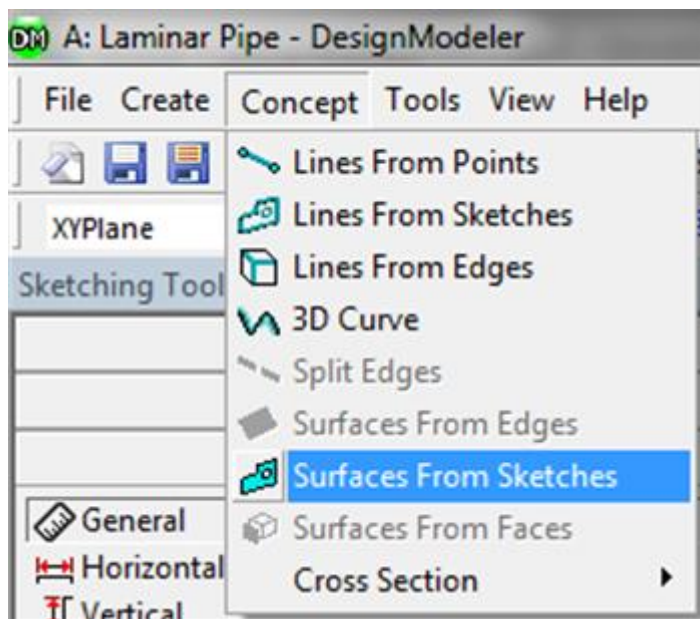 DM A: Laminar Pipe - DesignModeler
File Create Concept Tools View Help
Lines From Points
Lines From Sketches
XYPlane
Lines From Edges
Sketching Tool
3D Curve
Split Edges
Surfaces From Edges
Surfaces From Sketches
General
Surfaces From Faces
Horizontal
Cross Section
Vertical